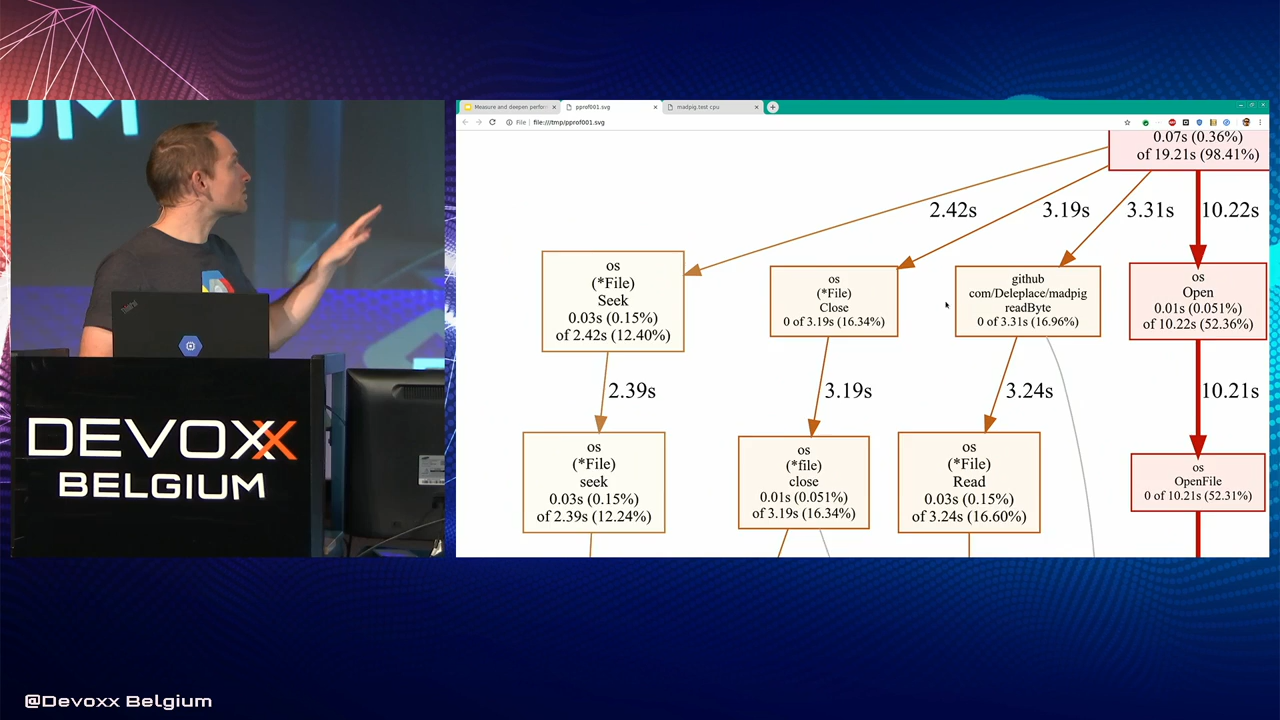 UM
ThinkPad
DEVOXX
BELGIUM
Measure and deepen perform
pprof001.svg
madpig.test cpu
File
file:///tmp/pprof001.svg
0.07s (0.36%)
of 19.21s (98.41%)
2.42s
3.19s
3.31s
10.22s
os
(*File)
Seek
0.03s (0.15%)
of 2.42s (12.40%)
os
(*File)
Close
0 of 3.19s (16.34%)
github
com/Deleplace/madpig
readByte
0 of 3.31s (16.96%)
os
Open
0.01s (0.051%)
of 10.22s (52.36%)
2.39s
3.19s
3.24s
10.21s
os
(*File)
seek
0.03s (0.15%)
of 2.39s (12.24%)
os
(*file)
close
0.01s (0.051%)
of 3.19s (16.34%)
os
(*File)
Read
0.03s (0.15%)
of 3.24s (16.60%)
os
OpenFile
0 of 10.21s (52.31%)
@Devoxx Belgium